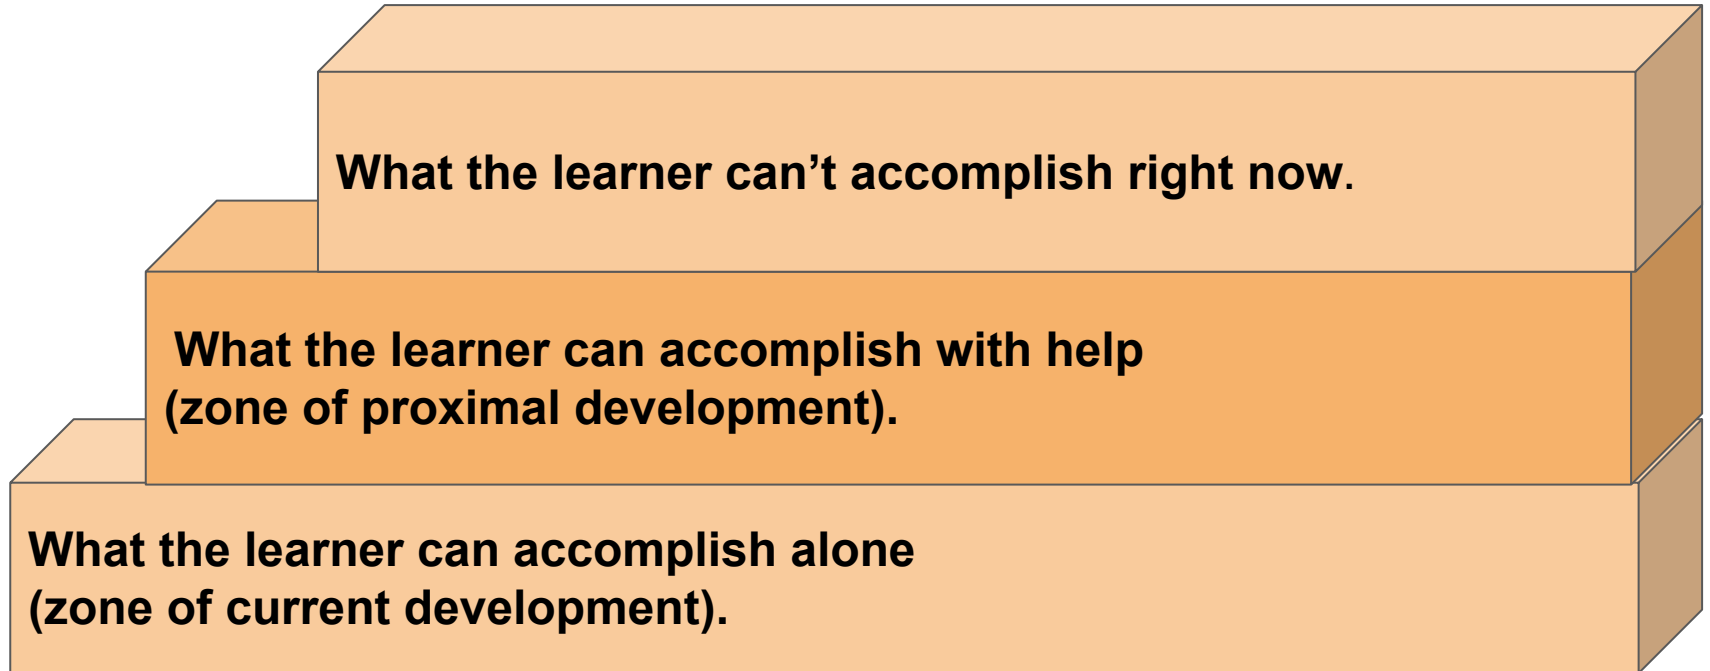 What the learner can’t accomplish right now.
What the learner can accomplish with help
(zone of proximal development).
What the learner can accomplish alone
(zone of current development).